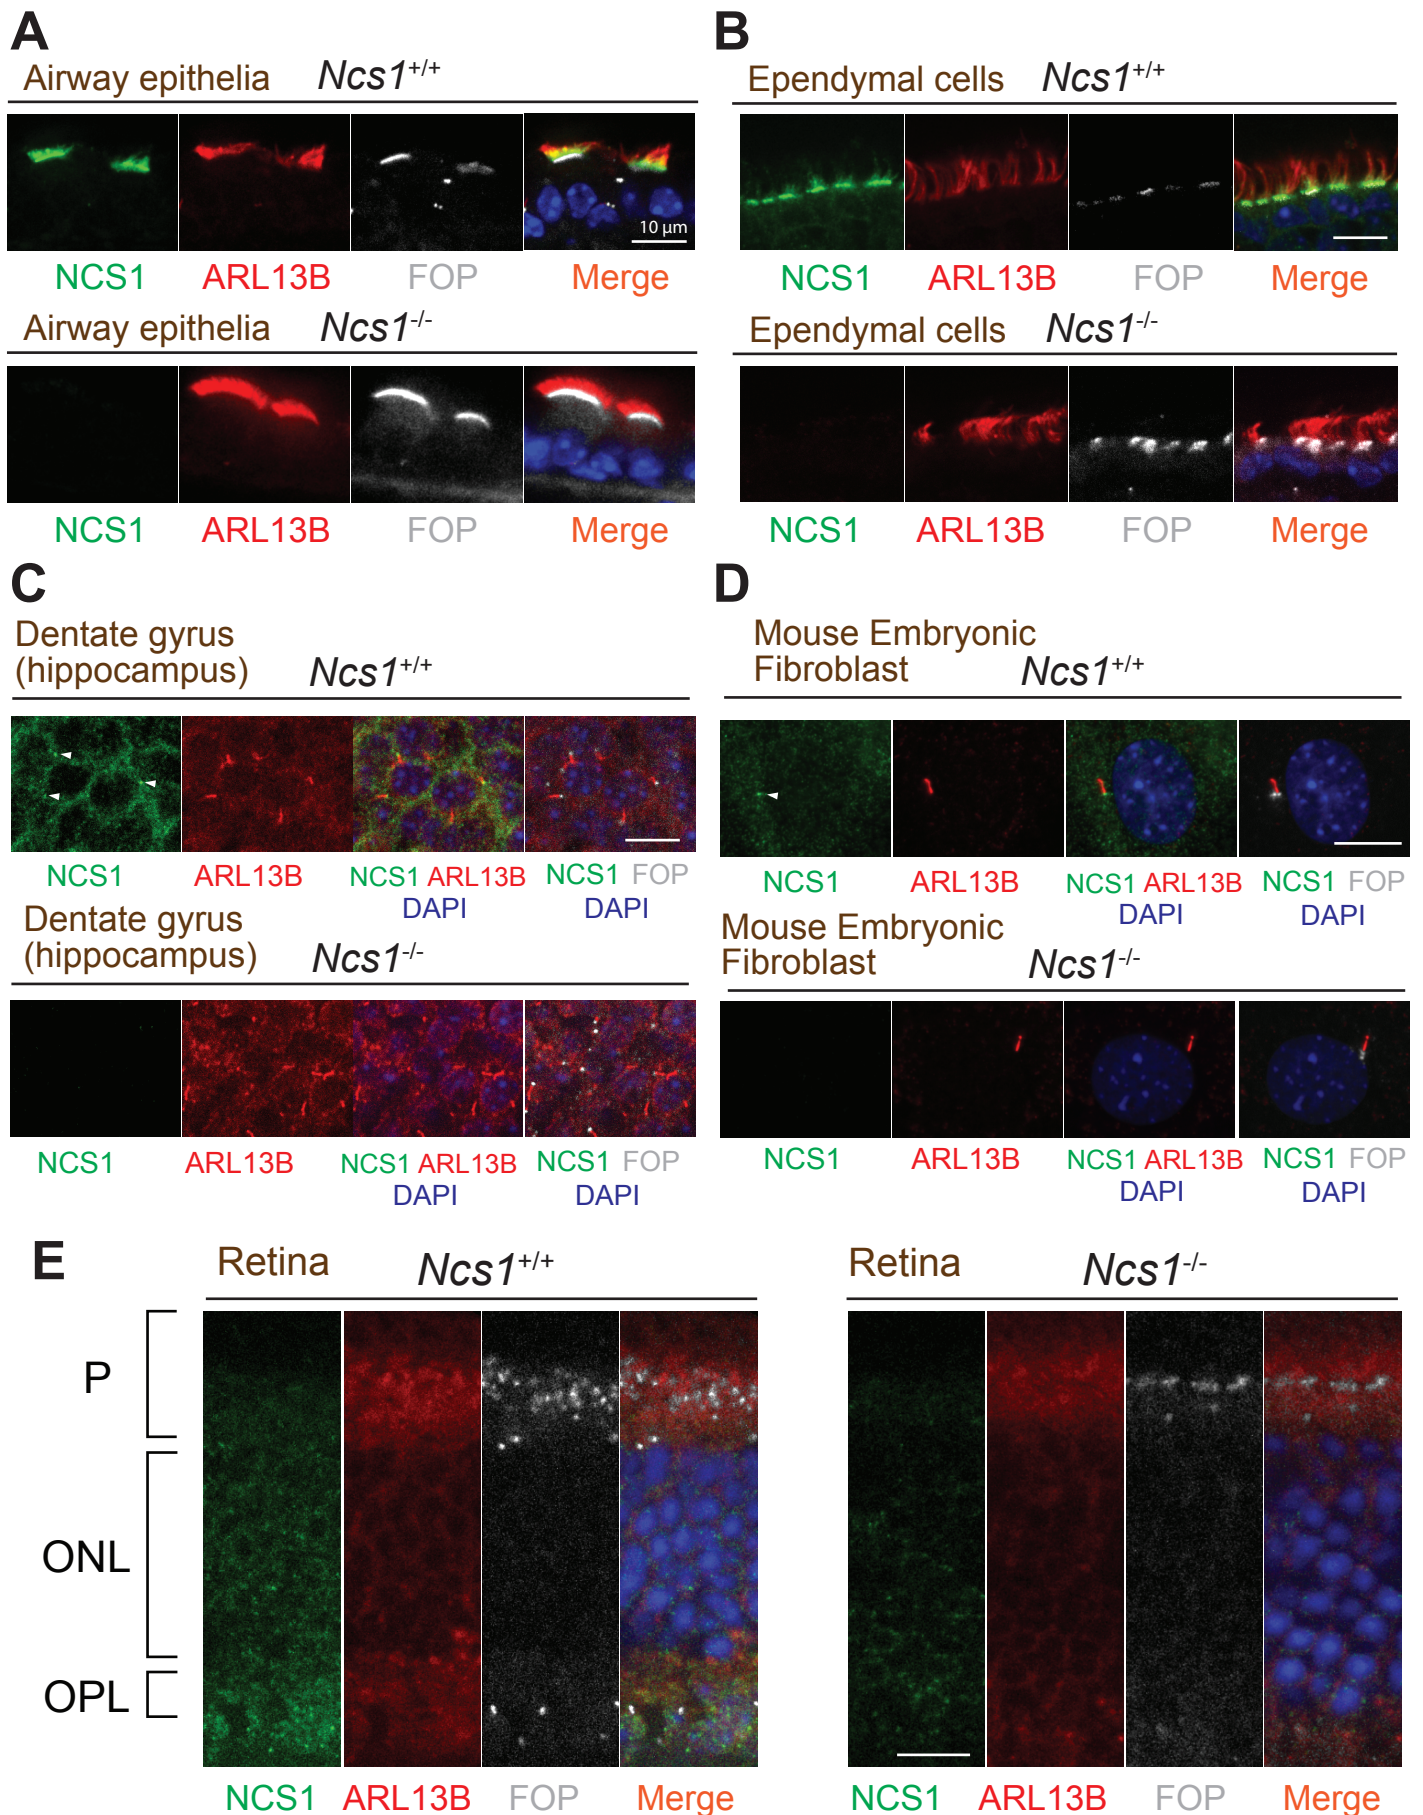 A
Airway epithelia Ncs1+/+
10 µm
NCS1 ARL13B FOP Merge
Airway epithelia Ncs1-/-
NCS1 ARL13B FOP Merge
B
Ependymal cells Ncs1+/+
NCS1 ARL13B FOP Merge
Ependymal cells Ncs1-/-
NCS1 ARL13B FOP Merge
C
Dentate gyrus
(hippocampus) Ncs1+/+
NCS1 ARL13B NCS1 ARL13B NCS1 FOP
DAPI DAPI
Dentate gyrus
(hippocampus) Ncs1-/-
NCS1 ARL13B NCS1 ARL13B NCS1 FOP
DAPI DAPI
D
Mouse Embryonic
Fibroblast Ncs1+/+
NCS1 ARL13B NCS1 ARL13B NCS1 FOP
DAPI DAPI
Mouse Embryonic
Fibroblast Ncs1-/-
NCS1 ARL13B NCS1 ARL13B NCS1 FOP
DAPI DAPI
E
Retina Ncs1+/+ Retina Ncs1-/-
P
ONL
OPL
NCS1 ARL13B FOP Merge NCS1 ARL13B FOP Merge